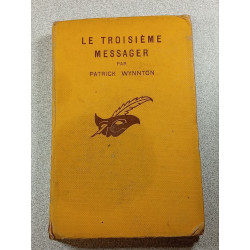 LE TROISIÈME
MESSAGER
PAR
PATRICK WYNNTON